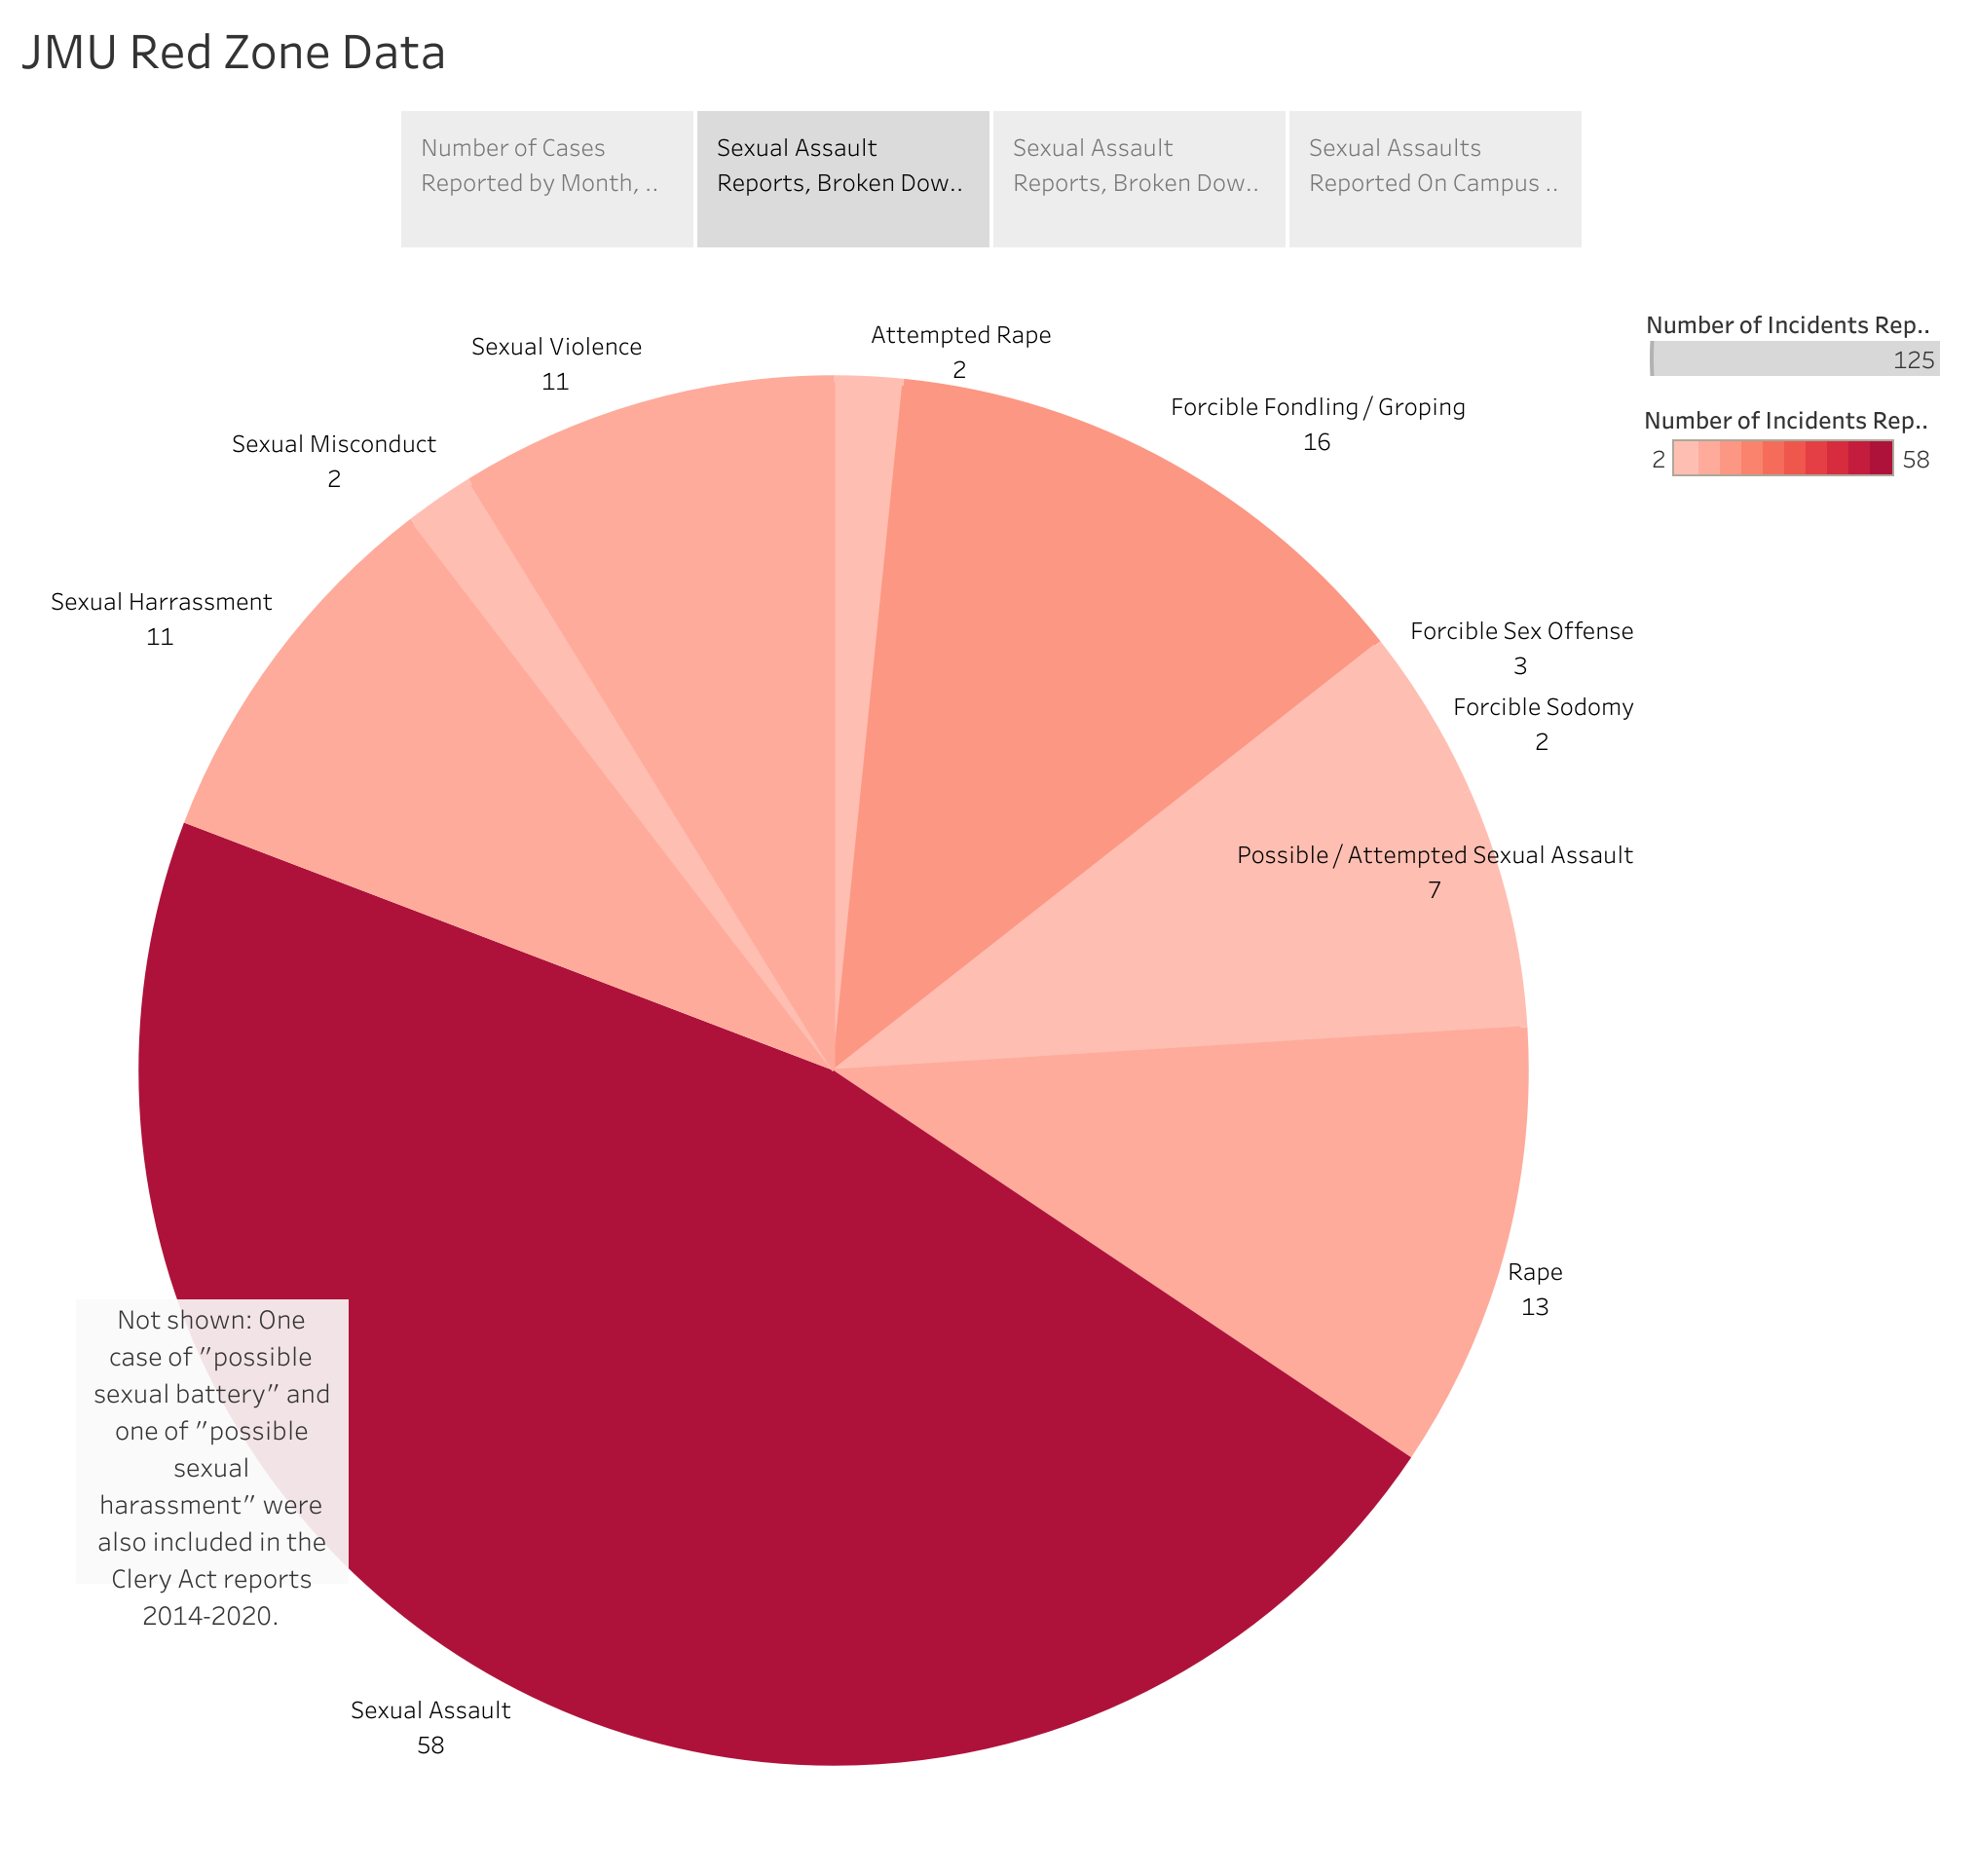 JMU Red Zone Data
Number of Cases
Reported by Month, ..
Sexual Assault
Reports, Broken Dow..
Sexual Assault
Reports, Broken Dow..
Sexual Assaults
Reported On Campus ..
Number of Incidents Rep..
125
Number of Incidents Rep..
2
58
Attempted Rape
2
Sexual Violence
11
Forcible Fondling / Groping
16
Sexual Misconduct
2
Sexual Harrassment
11
Forcible Sex Offense
3
Forcible Sodomy
2
Possible / Attempted Sexual Assault
7
Rape
13
Not shown: One
case of "possible
sexual battery" and
one of "possible
sexual
harassment" were
also included in the
Clery Act reports
2014-2020.
Sexual Assault
58